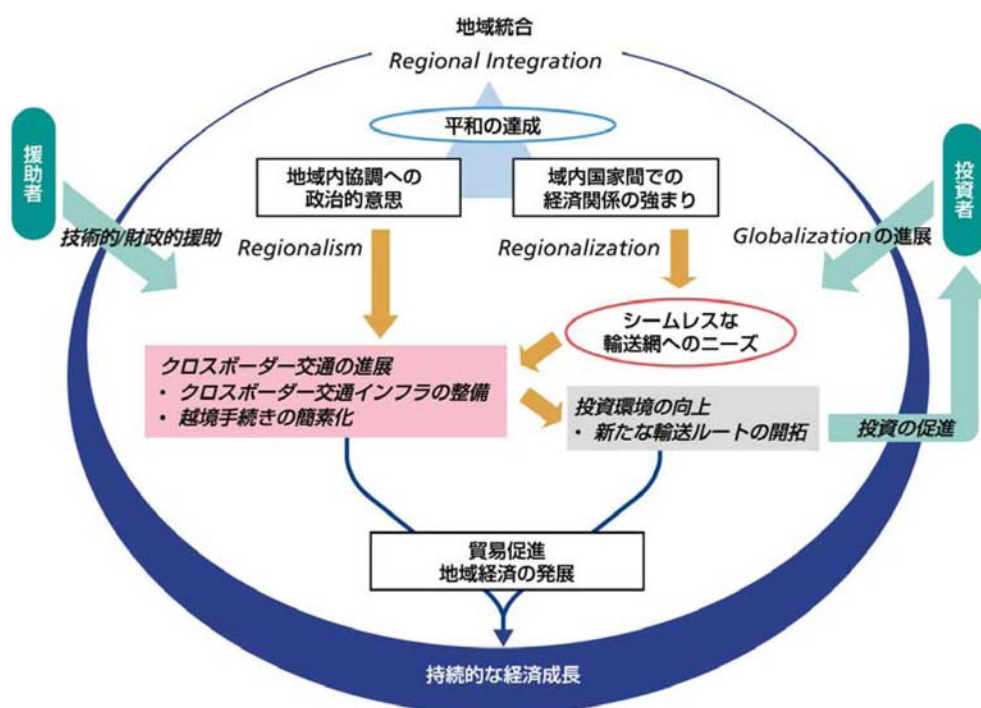 地域統合
Regional Integration
平和の達成
援助者
投資者
地域内協調への
政治的意思
域内国家間での
経済関係の強まり
技術的/財政的援助
Regionalism
Regionalization
Globalizationの進展
シームレスな
輸送網へのニーズ
クロスボーダー交通の進展
・ クロスボーダー交通インフラの整備
・ 越境手続きの簡素化
投資環境の向上
・ 新たな輸送ルートの開拓
投資の促進
貿易促進
地域経済の発展
持続的な経済成長